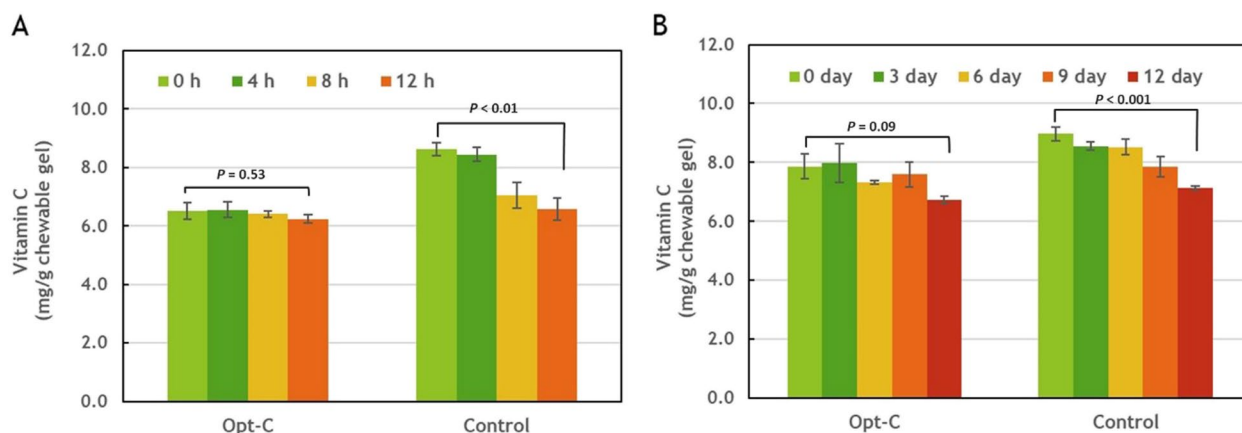 A
12.0
10.0
8.0
6.0
4.0
2.0
0.0
Vitamin C
(mg/g chewable gel)
0 h 4 h 8 h 12 h
P = 0.53
P < 0.01
Opt-C Control
B
12.0
10.0
8.0
6.0
4.0
2.0
0.0
Vitamin C
(mg/g chewable gel)
0 day 3 day 6 day 9 day 12 day
P = 0.09
P < 0.001
Opt-C Control